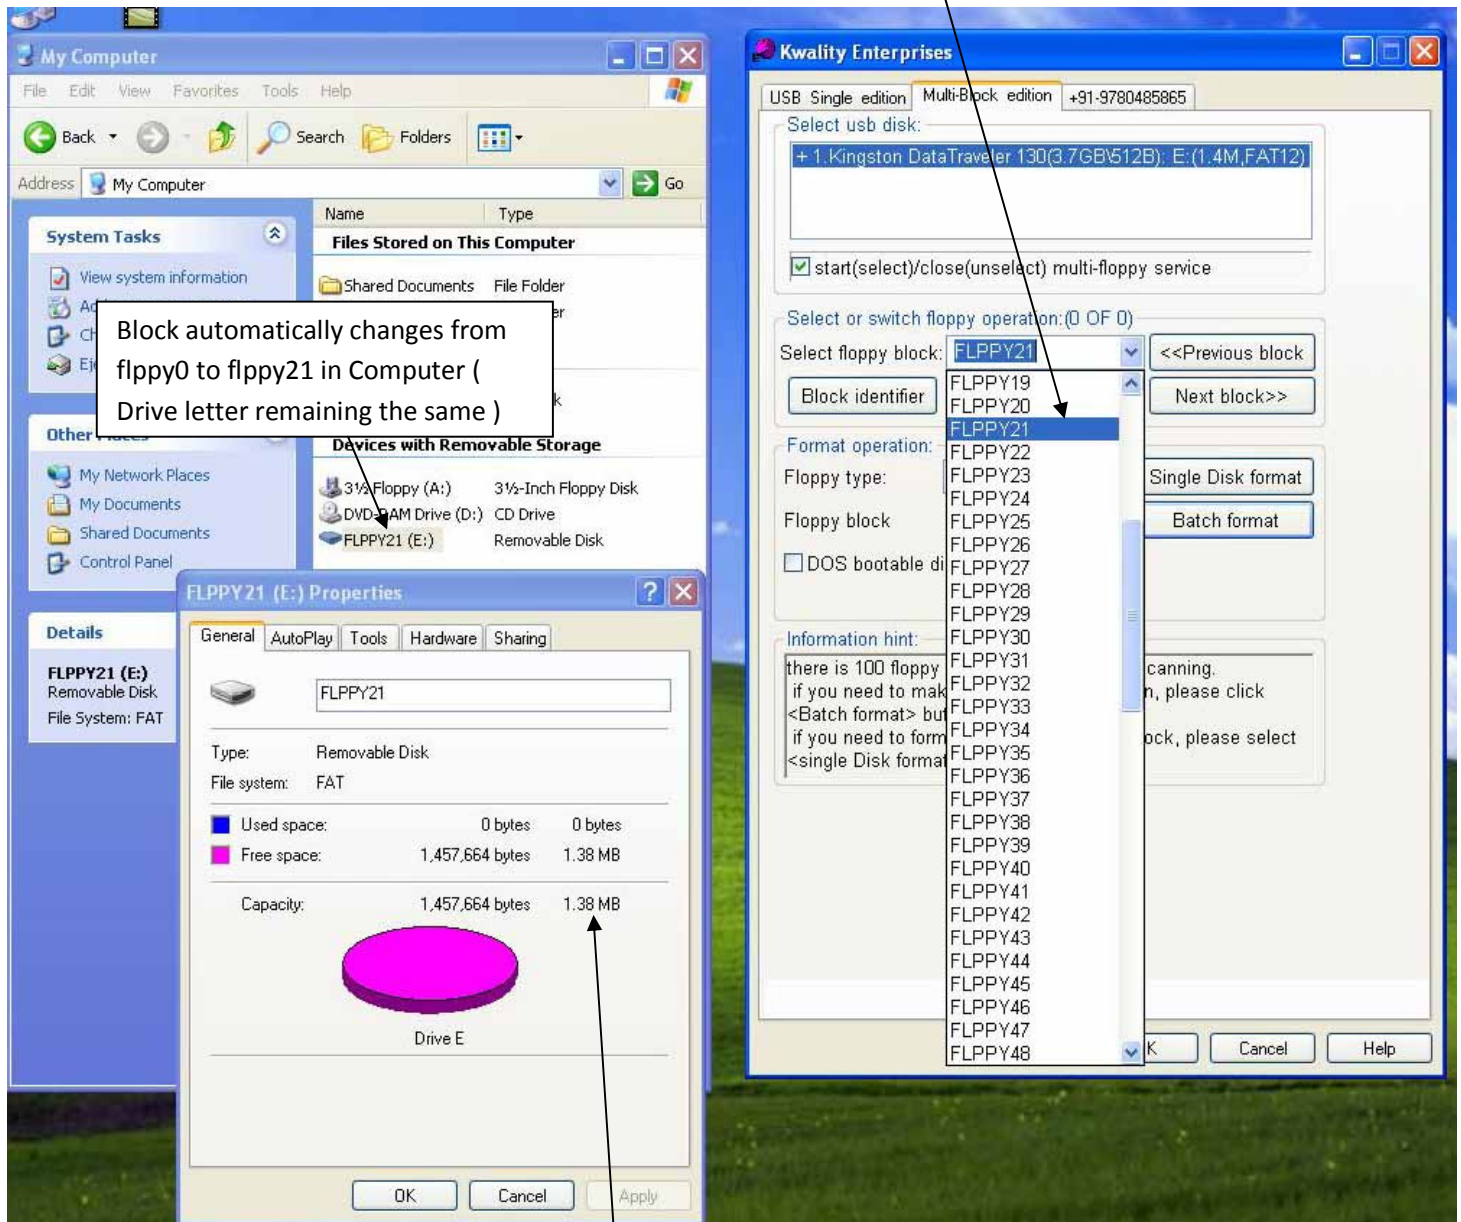 My Computer
File Edit View Favorites Tools Help
Back Search Folders
Address My Computer Go
System Tasks
View system information
Other
My Network Places
My Documents
Shared Documents
Control Panel
Details
FLPPY21 (E:)
Removable Disk
File System: FAT
Name Type
Files Stored on This Computer
Shared Documents File Folder
Block automatically changes from
flppy0 to flppy21 in Computer (
Drive letter remaining the same )
Devices with Removable Storage
3½ Floppy (A:) 3½-Inch Floppy Disk
DVD-RAM Drive (D:) CD Drive
FLPPY21 (E:) Removable Disk
FLPPY21 (E:) Properties
General AutoPlay Tools Hardware Sharing
FLPPY21
Type: Removable Disk
File system: FAT
Used space: 0 bytes 0 bytes
Free space: 1,457,664 bytes 1.38 MB
Capacity: 1,457,664 bytes 1.38 MB
Drive E
OK Cancel Apply
Kwality Enterprises
USB Single edition Multi-Block edition +91-9780485865
Select usb disk:
+ 1.Kingston DataTraveler 130(3.7GB\512B): E:(1.4M,FAT12)
start(select)/close(unselect) multi-floppy service
Select or switch floppy operation:(0 OF 0)
Select floppy block: FLPPY21 <<Previous block
Block identifier Next block>>
Format operation:
Floppy type: Single Disk format
Floppy block Batch format
DOS bootable
Information hint:
there is 100 floppy
if you need to , please click
<Batch format>
if you need to , please select
<single Disk
FLPPY19
FLPPY20
FLPPY21
FLPPY22
FLPPY23
FLPPY24
FLPPY25
FLPPY26
FLPPY27
FLPPY28
FLPPY29
FLPPY30
FLPPY31
FLPPY32
FLPPY33
FLPPY34
FLPPY35
FLPPY36
FLPPY37
FLPPY38
FLPPY39
FLPPY40
FLPPY41
FLPPY42
FLPPY43
FLPPY44
FLPPY45
FLPPY46
FLPPY47
FLPPY48
Cancel Help